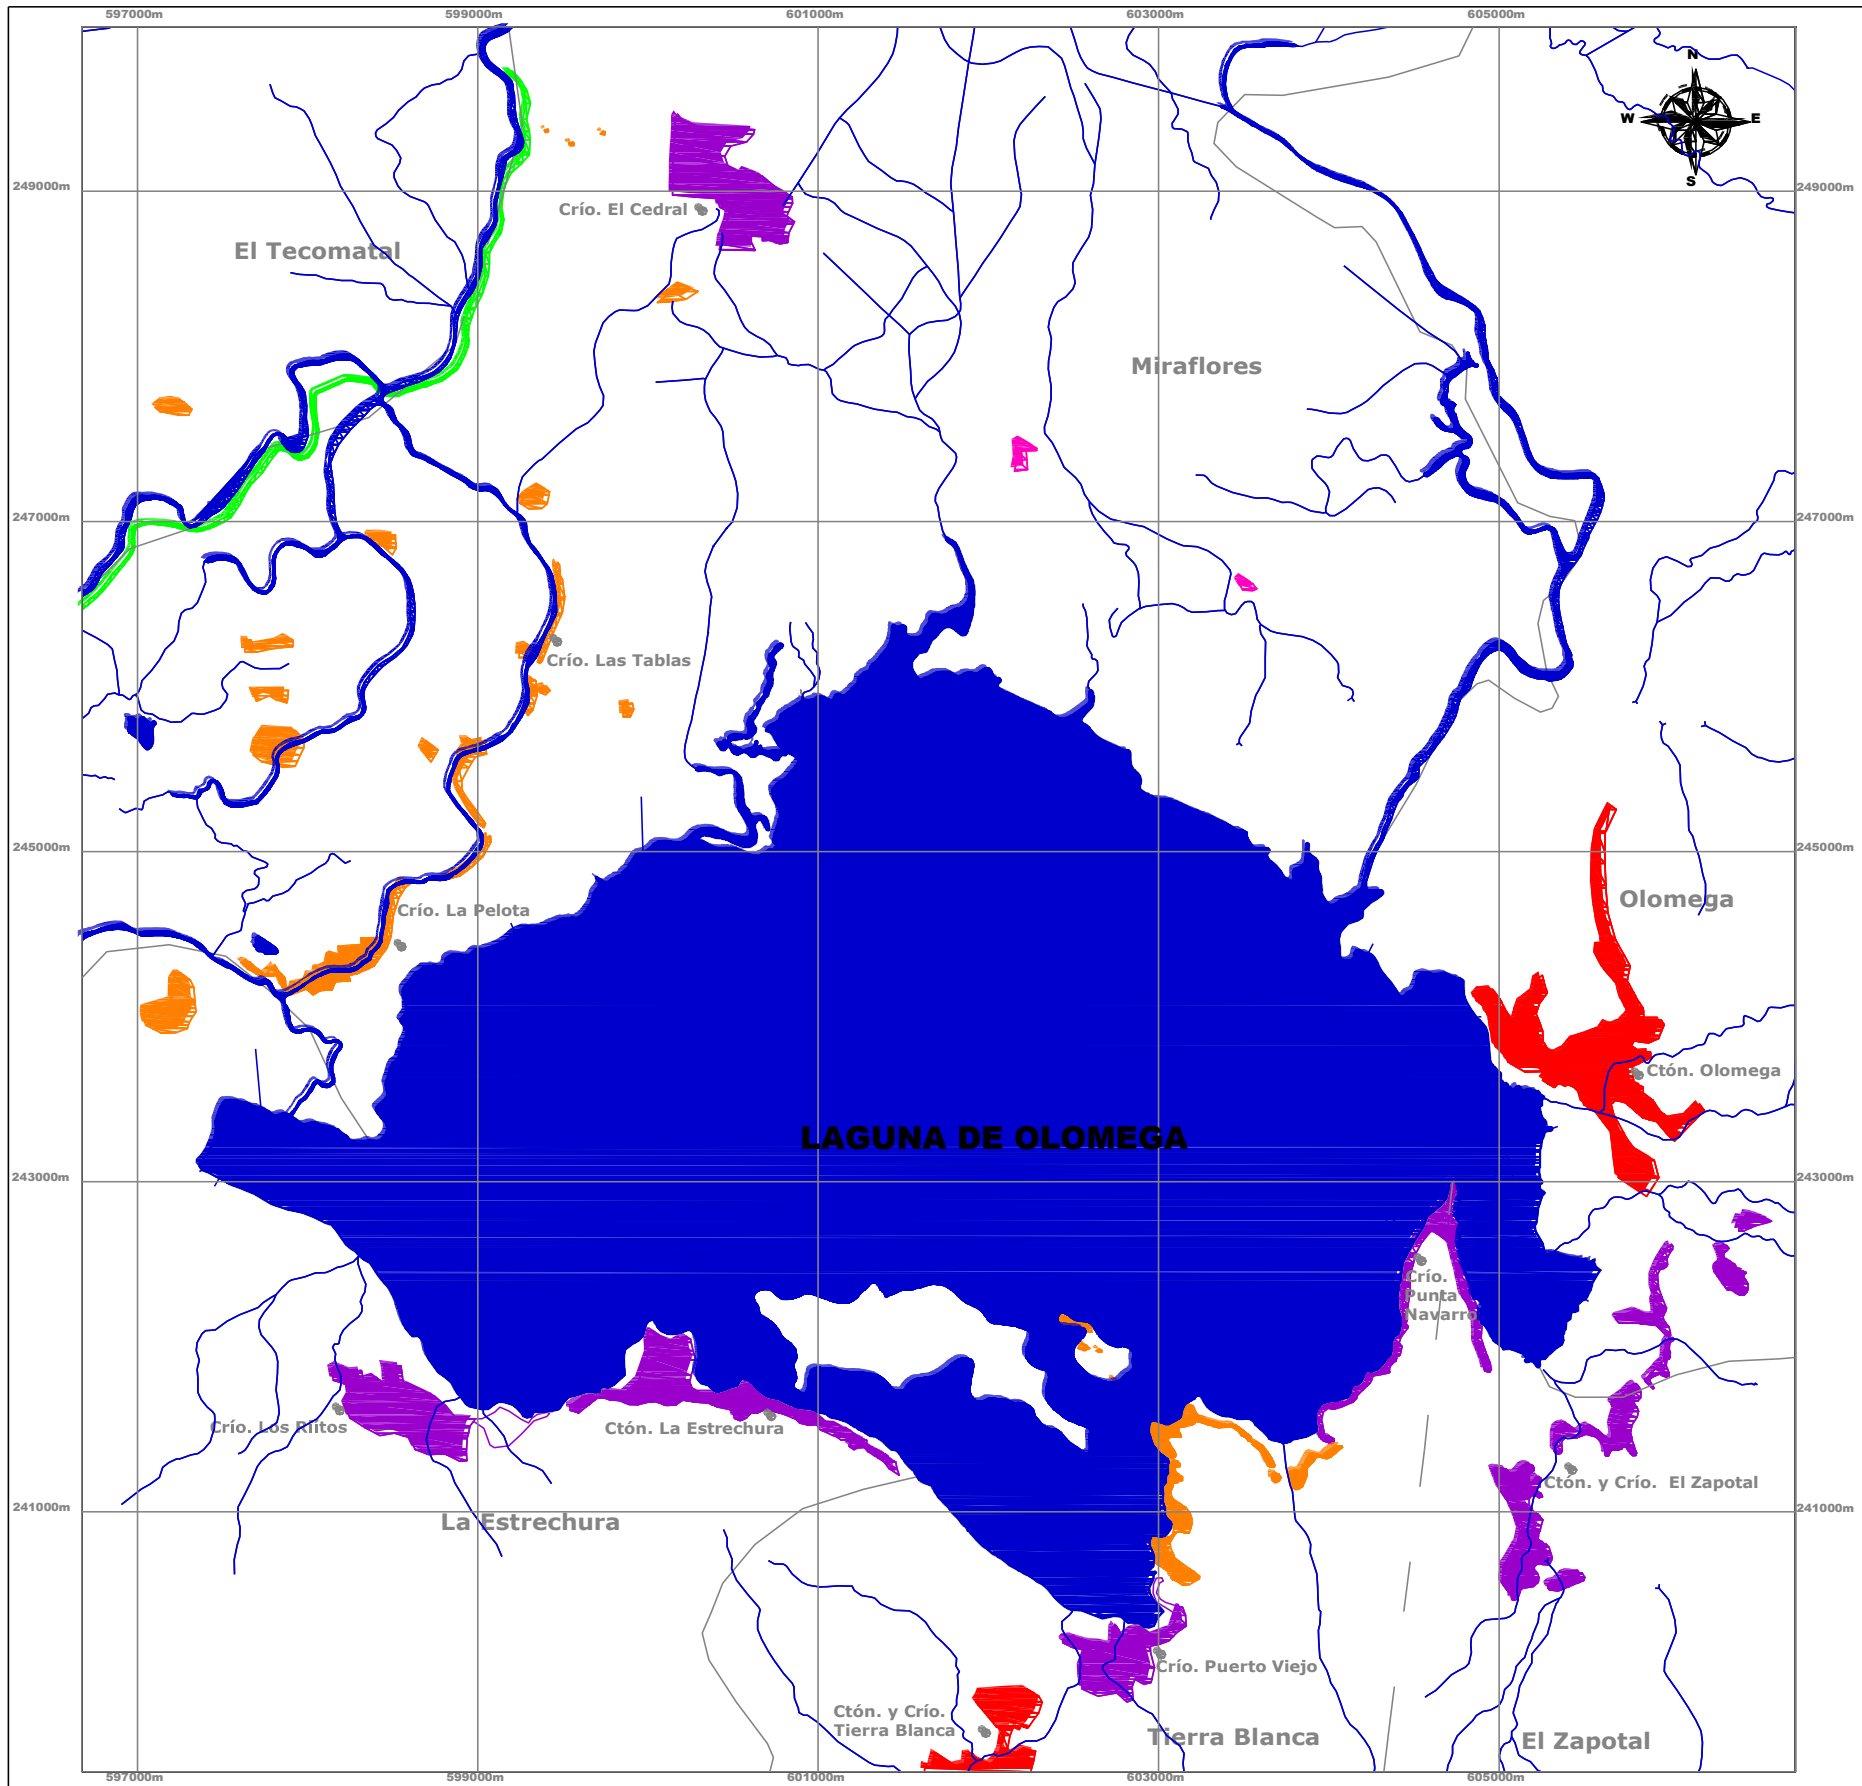 597000m 599000m 601000m 603000m 605000m
N
W E
S
249000m 249000m
Crío. El Cedral
El Tecomatal
Miraflores
247000m 247000m
Crío. Las Tablas
245000m 245000m
Olomega
Crío. La Pelota
Ctón. Olomega
LAGUNA DE OLOMEGA
243000m 243000m
Crío.
Punta
Navarro
Crío. Los RIitos
Ctón. La Estrechura
Ctón. y Crío. El Zapotal
241000m 241000m
La Estrechura
Crío. Puerto Viejo
Ctón. y Crío.
Tierra Blanca
Tierra Blanca
El Zapotal
597000m 599000m 601000m 603000m 605000m